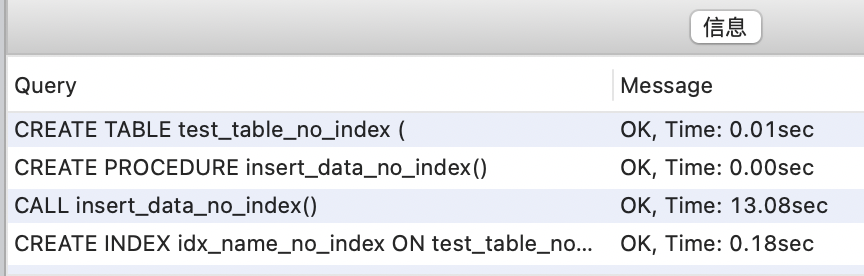 信息
Query Message
CREATE TABLE test_table_no_index ( OK, Time: 0.01sec
CREATE PROCEDURE insert_data_no_index() OK, Time: 0.00sec
CALL insert_data_no_index() OK, Time: 13.08sec
CREATE INDEX idx_name_no_index ON test_table_no... OK, Time: 0.18sec